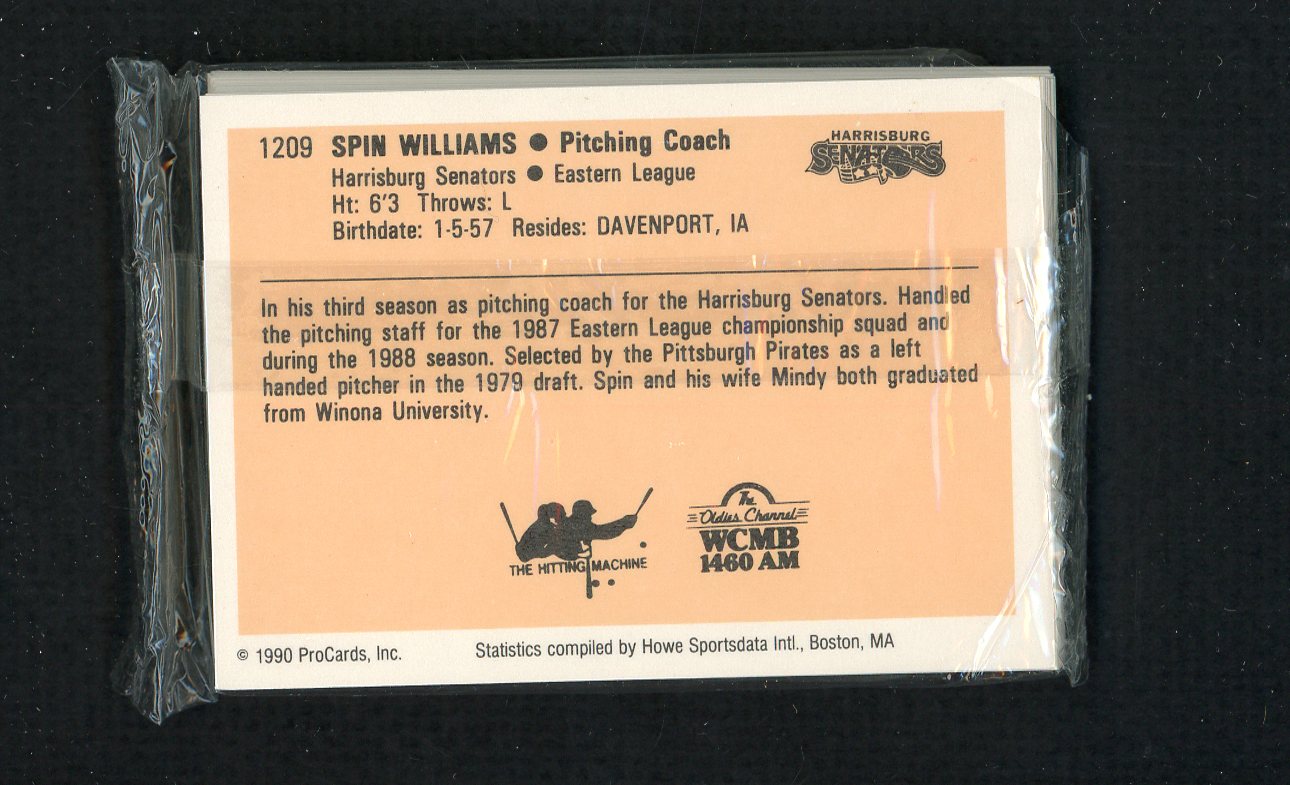 1209 SPIN WILLIAMS ● Pitching Coach
HARRISBURG
SENATORS
Harrisburg Senators ● Eastern League
Ht: 6'3 Throws: L
Birthdate: 1-5-57 Resides: DAVENPORT, IA
In his third season as pitching coach for the Harrisburg Senators. Handled
the pitching staff for the 1987 Eastern League championship squad and
during the 1988 season. Selected by the Pittsburgh Pirates as a left
handed pitcher in the 1979 draft. Spin and his wife Mindy both graduated
from Winona University.
THE HITTING MACHINE
The
Oldies Channel
WCMB
1460 AM
© 1990 ProCards, Inc.
Statistics compiled by Howe Sportsdata Intl., Boston, MA